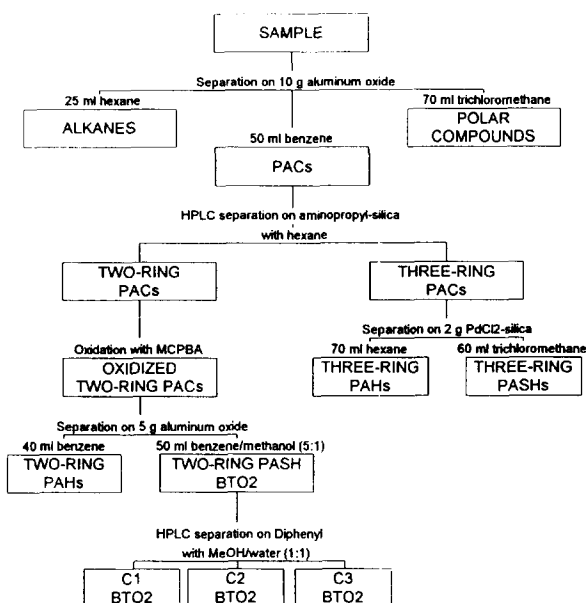 SAMPLE
Separation on 10 g aluminum oxide
25 ml hexane
70 ml trichloromethane
ALKANES
POLAR
COMPOUNDS
50 ml benzene
PACs
HPLC separation on aminopropyl-silica
with hexane
TWO-RING
PACs
THREE-RING
PACs
Oxidation with MCPBA
Separation on 2 g PdCl2-silica
OXIDIZED
TWO-RING PACs
70 ml hexane
60 ml trichloromethane
THREE-RING
PAHs
THREE-RING
PASHs
Separation on 5 g aluminum oxide
40 ml benzene
50 ml benzene/methanol (5:1)
TWO-RING
PAHs
TWO-RING PASH
BTO2
HPLC separation on Diphenyl
with MeOH/water (1:1)
C1
BTO2
C2
BTO2
C3
BTO2